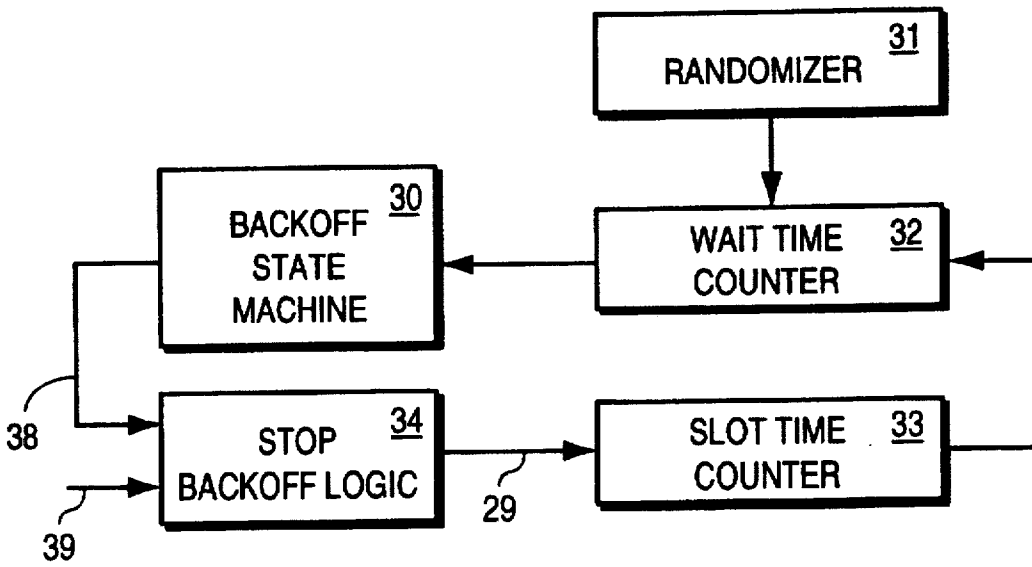 31
RANDOMIZER
30
BACKOFF
STATE
MACHINE
32
WAIT TIME
COUNTER
38
34
STOP
BACKOFF LOGIC
29
33
SLOT TIME
COUNTER
39